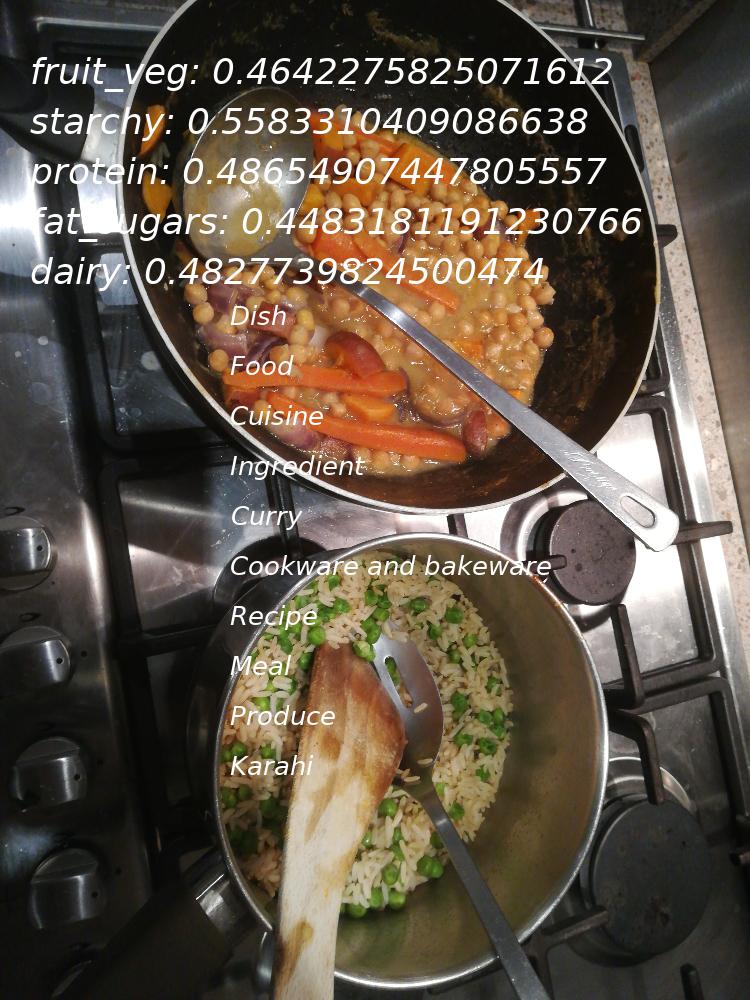 fruit_veg: 0.4642275825071612
starchy: 0.5583310409086638
protein: 0.48654907447805557
fat_sugars: 0.4483181191230766
dairy: 0.4827739824500474
Dish
Food
Cuisine
Ingredient
Curry
Cookware and bakeware
Recipe
Meal
Produce
Karahi